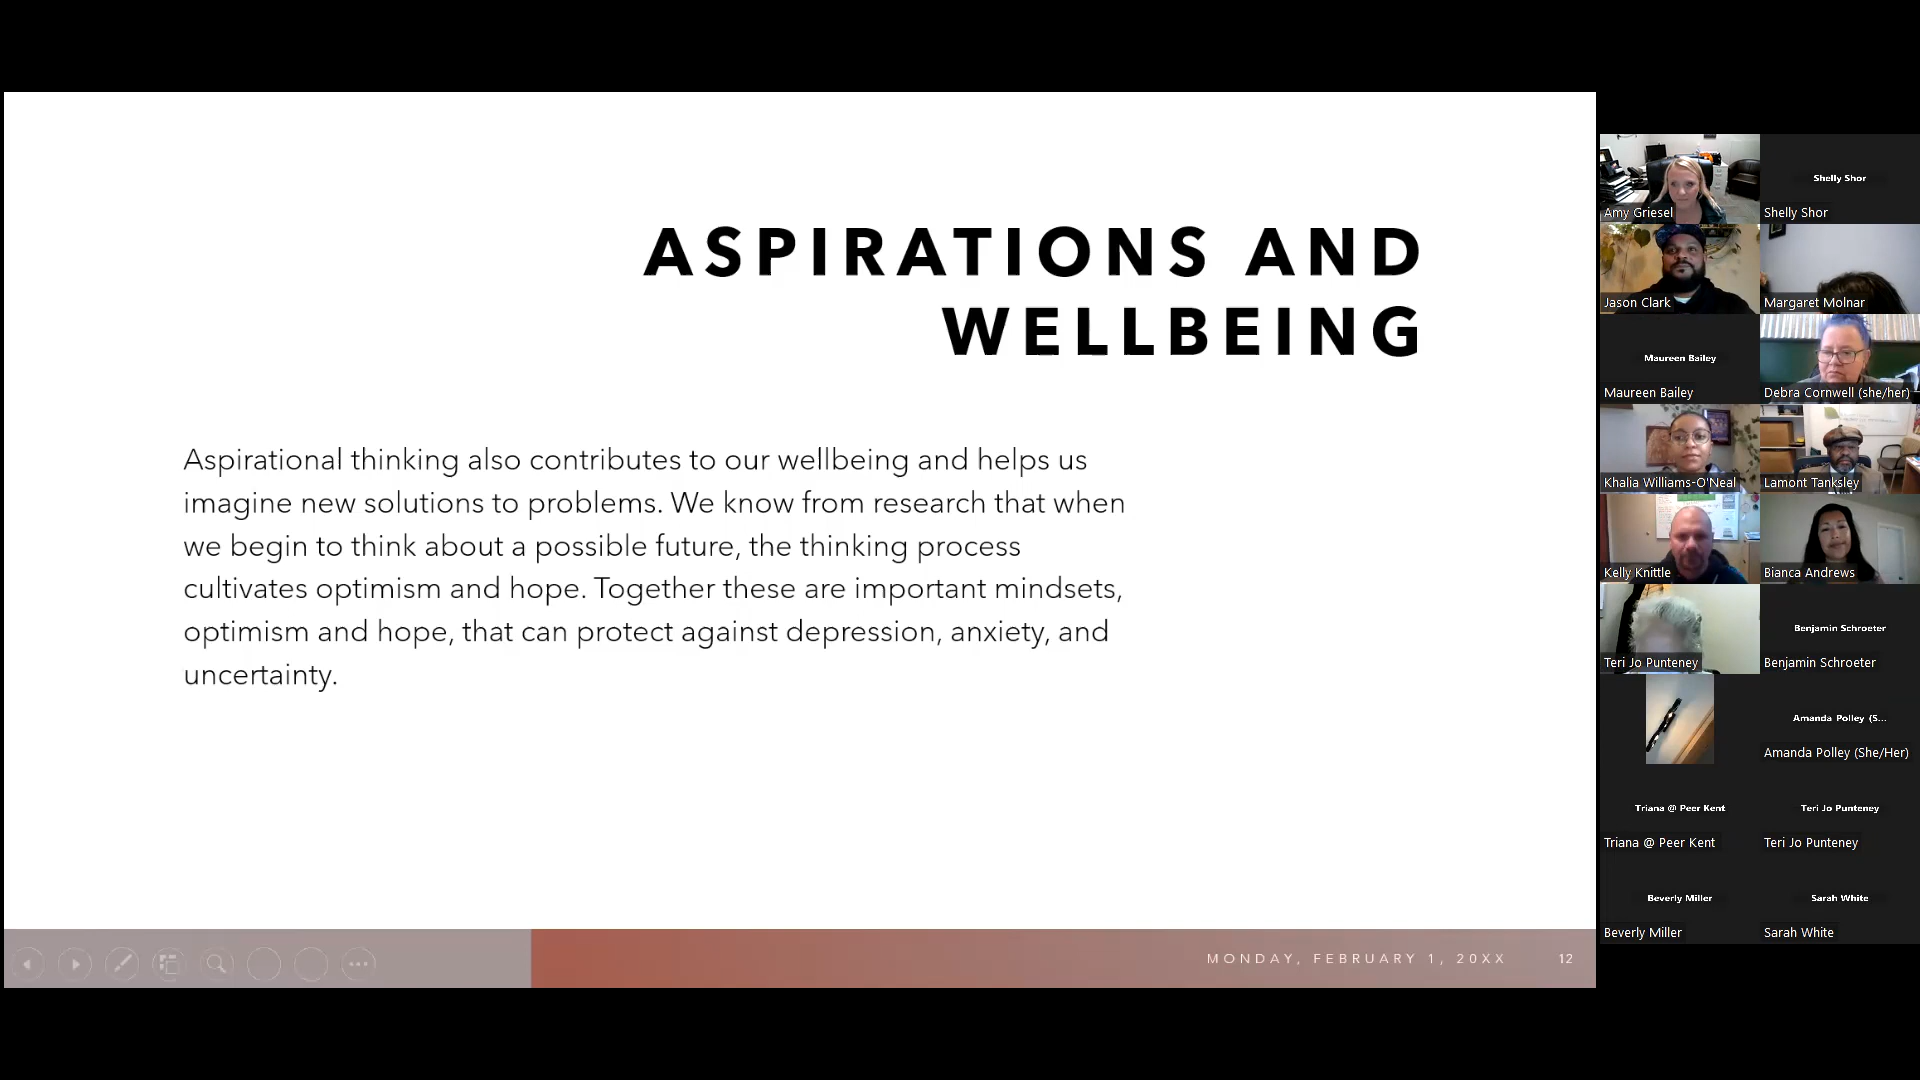 ASPIRATIONS AND
WELLBEING
Aspirational thinking also contributes to our wellbeing and helps us
imagine new solutions to problems. We know from research that when
we begin to think about a possible future, the thinking process
cultivates optimism and hope. Together these are important mindsets,
optimism and hope, that can protect against depression, anxiety, and
uncertainty.
MONDAY, FEBRUARY 1, 20XX
12
Amy Griesel
Shelly Shor
Shelly Shor
Jason Clark
Margaret Molnar
Maureen Bailey
Maureen Bailey
Debra Cornwell (she/her)
Khalia Williams-O'Neal
Lamont Tanksley
Kelly Knittle
Bianca Andrews
Teri Jo Punteney
Benjamin Schroeter
Benjamin Schroeter
Amanda Polley (S...
Amanda Polley (She/Her)
Triana @ Peer Kent
Triana @ Peer Kent
Teri Jo Punteney
Teri Jo Punteney
Beverly Miller
Beverly Miller
Sarah White
Sarah White